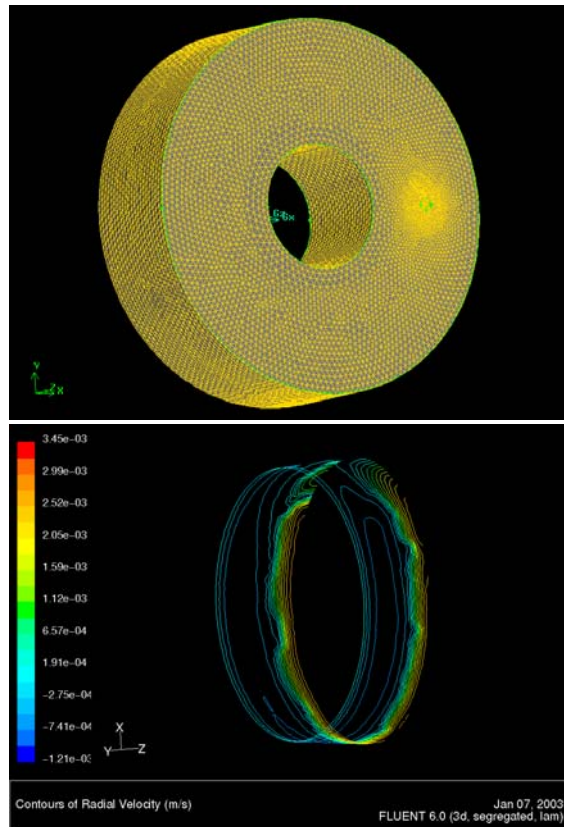 Y
X
3.45e-03
2.99e-03
2.52e-03
2.05e-03
1.59e-03
1.12e-03
6.57e-04
1.91e-04
-2.75e-04
-7.41e-04
-1.21e-03
X
Y Z
Contours of Radial Velocity (m/s)
Jan 07, 2003
FLUENT 6.0 (3d, segregated, lam)